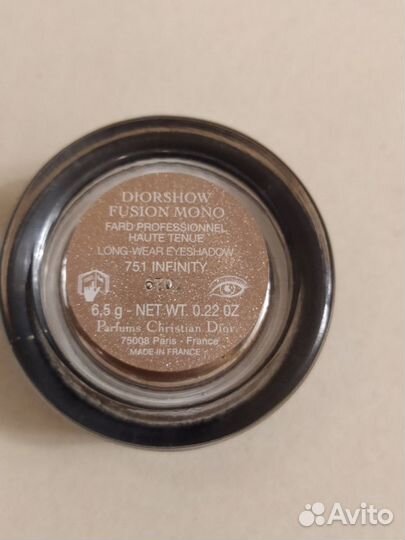 DIORSHOW
FUSION MONO
FARD PROFESSIONNEL
HAUTE TENUE
LONG-WEAR EYESHADOW
751 INFINITY
6.5 g - NET WT. 0.22 OZ
Parfums Christian Dior
75008 Paris - France
MADE IN FRANCE
Avito